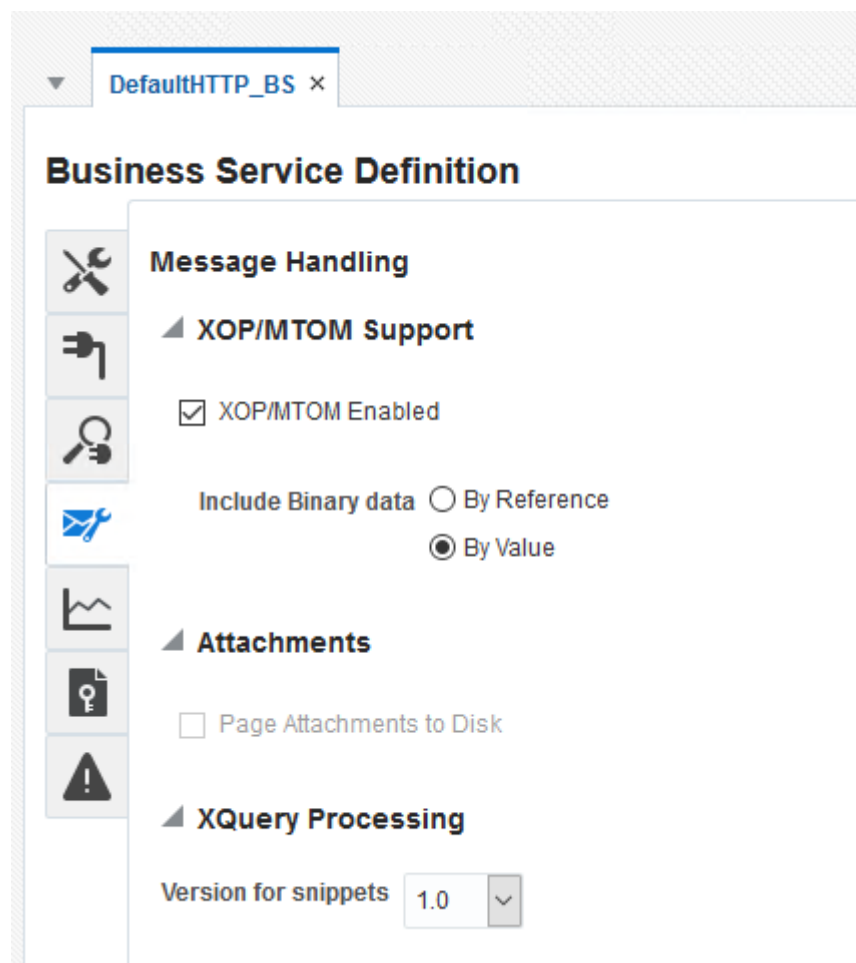 DefaultHTTP_BS ×
Business Service Definition
Message Handling
XOP/MTOM Support
XOP/MTOM Enabled
Include Binary data By Reference
By Value
Attachments
Page Attachments to Disk
XQuery Processing
Version for snippets 1.0